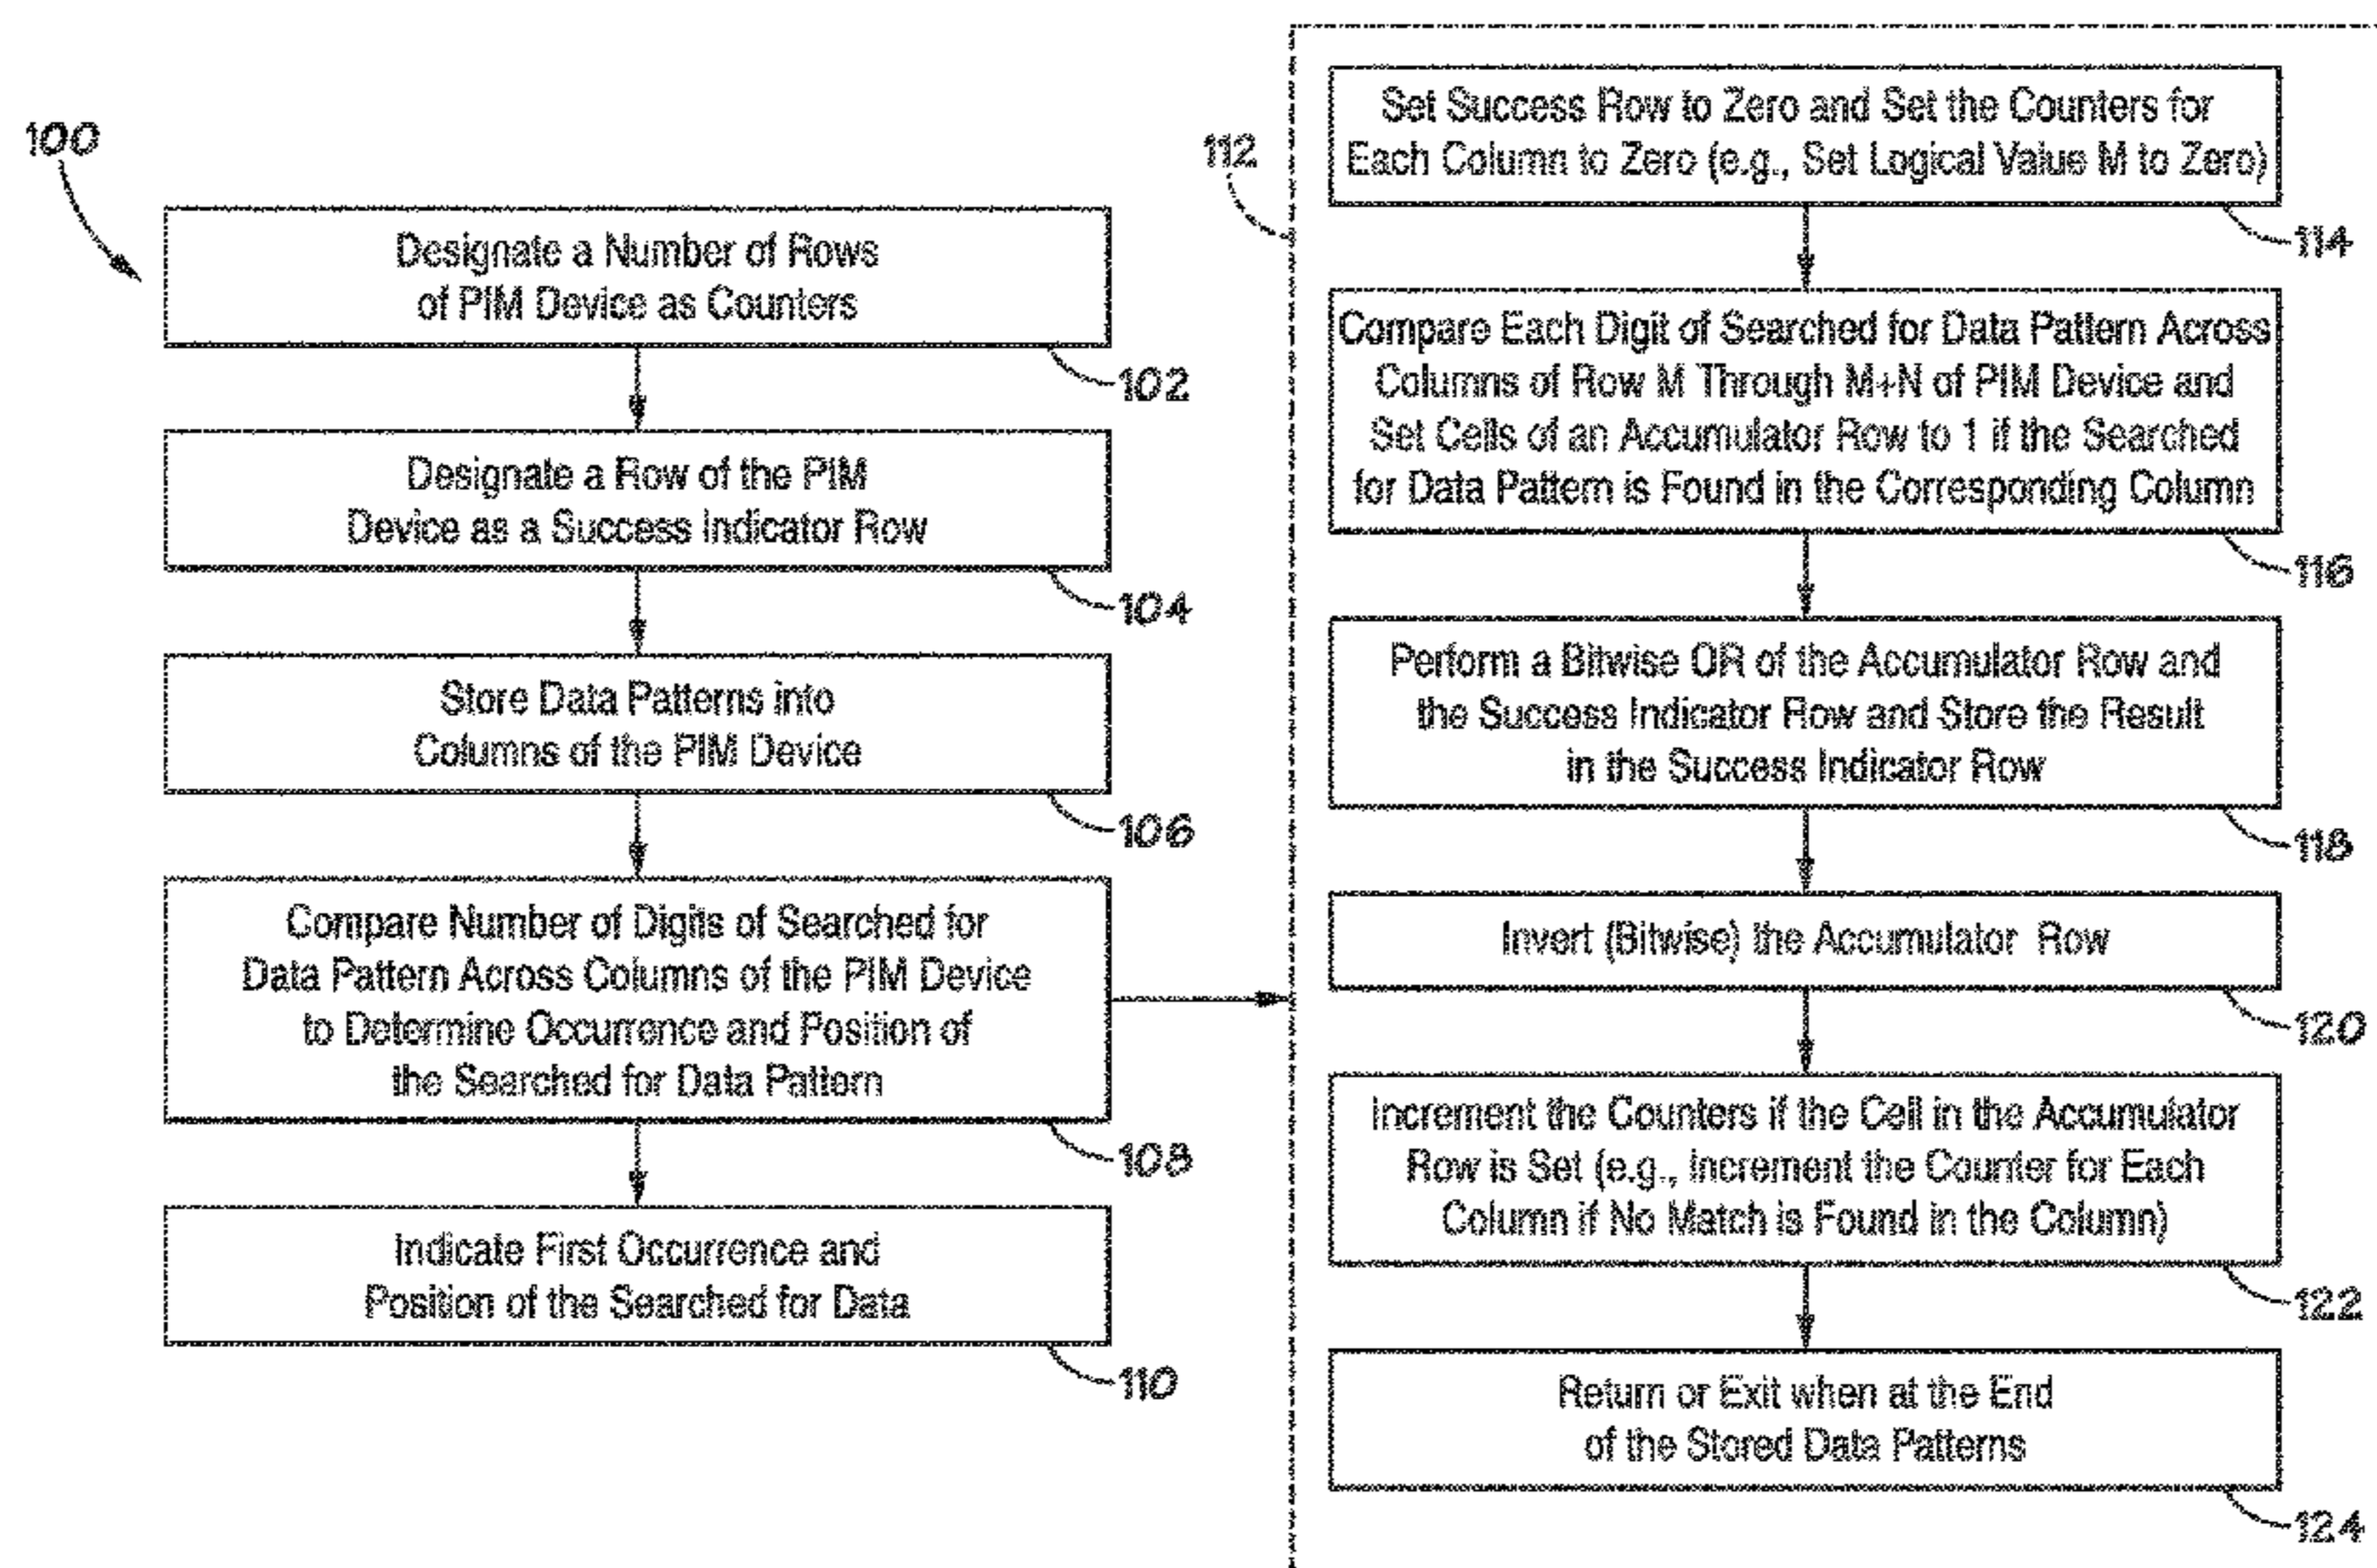 100
Designate a Number of Rows
of PIM Device as Counters
102
Designate a Row of the PIM
Device as a Success Indicator Row
104
Store Data Patterns into
Columns of the PIM Device
106
Compare Number of Digits of Searched for
Data Pattern Across Columns of the PIM Device
to Determine Occurrence and Position of
the Searched for Data Pattern
108
Indicate First Occurrence and
Position of the Searched for Data
110
112
Set Success Row to Zero and Set the Counters for
Each Column to Zero (e.g., Set Logical Value M to Zero)
114
Compare Each Digit of Searched for Data Pattern Across
Columns of Row M Through M+N of PIM Device and
Set Cells of an Accumulator Row to 1 if the Searched
for Data Pattern is Found in the Corresponding Column
116
Perform a Bitwise OR of the Accumulator Row and
the Success Indicator Row and Store the Result
in the Success Indicator Row
118
Invert (Bitwise) the Accumulator Row
120
Increment the Counters if the Cell in the Accumulator
Row is Set (e.g., Increment the Counter for Each
Column if No Match is Found in the Column)
122
Return or Exit when at the End
of the Stored Data Patterns
124